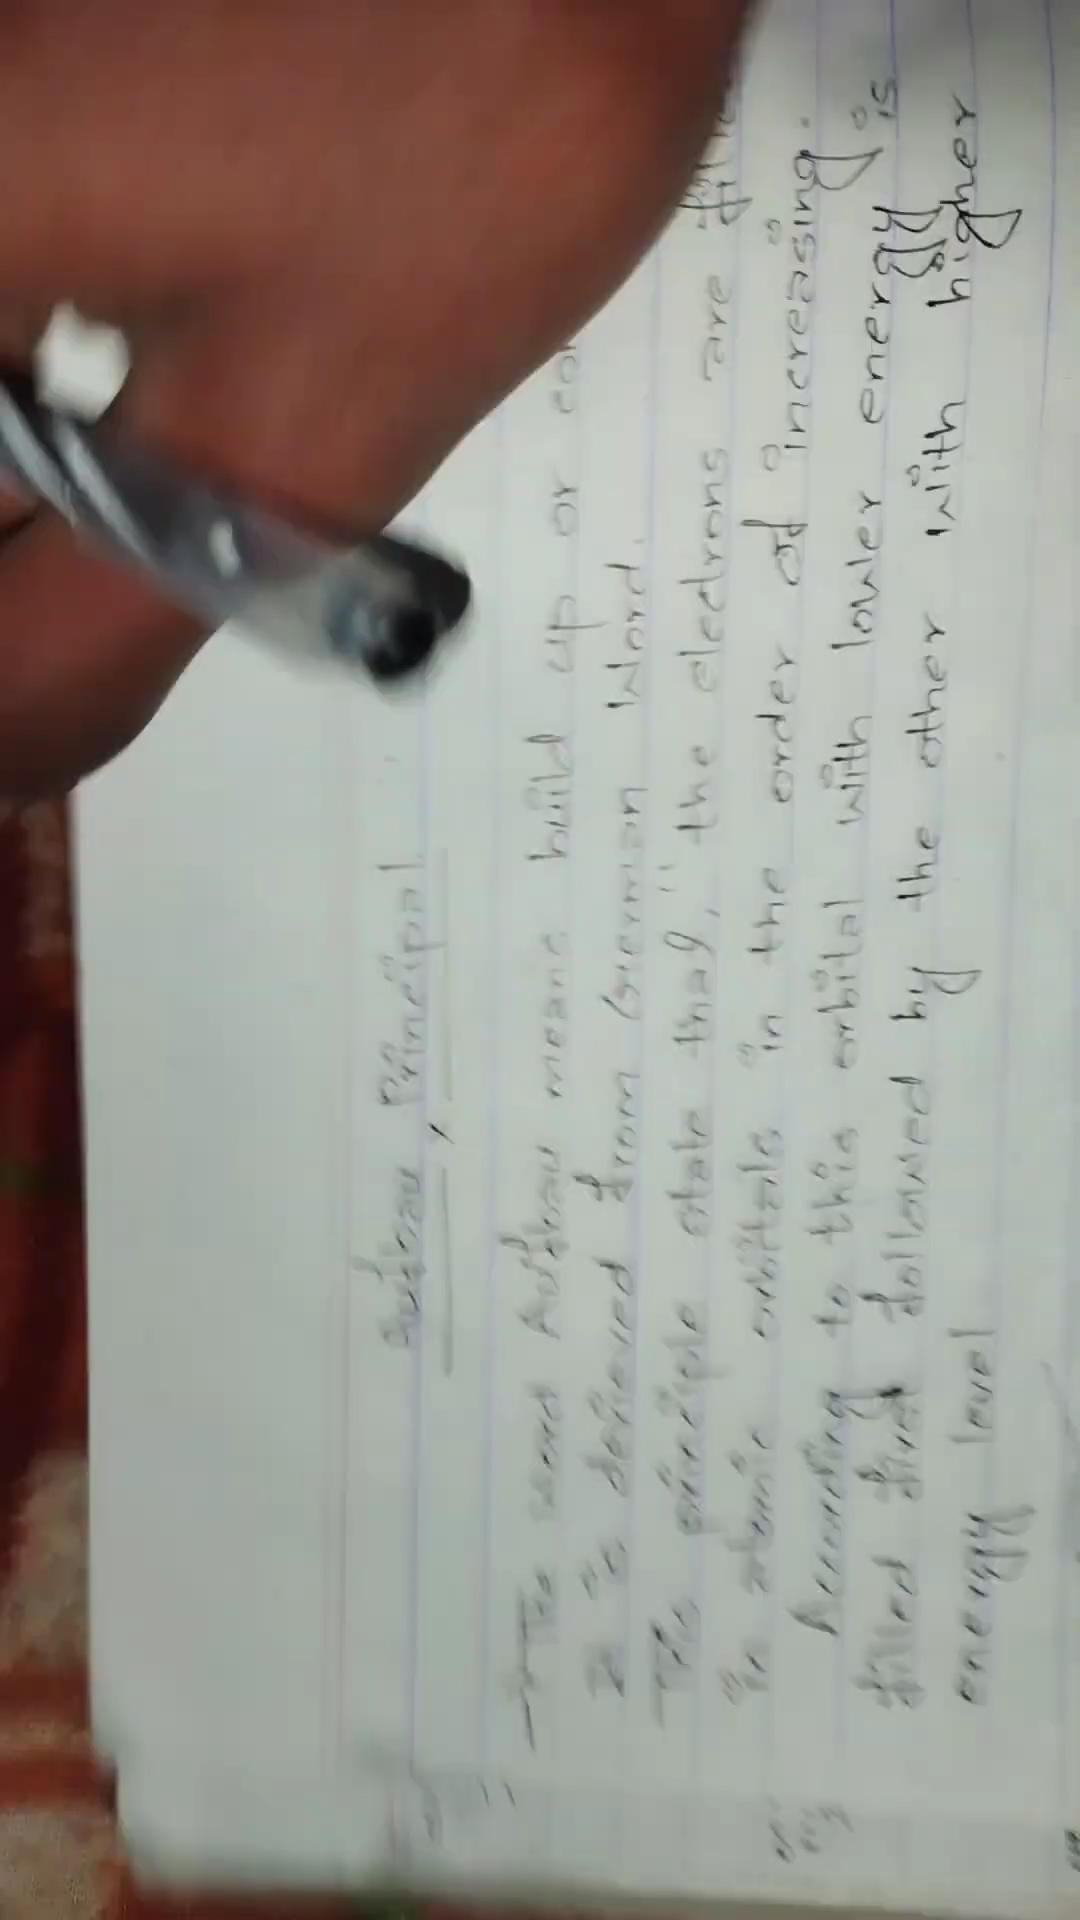 Aufbau Principal
The word Aufbau means build up or
It is derived from German Word.
This principle state that, " the electrons are
in atomic orbitals in the order of increasing.
According to this orbital with lower energy is
filled first followed by the other with higher
energy level